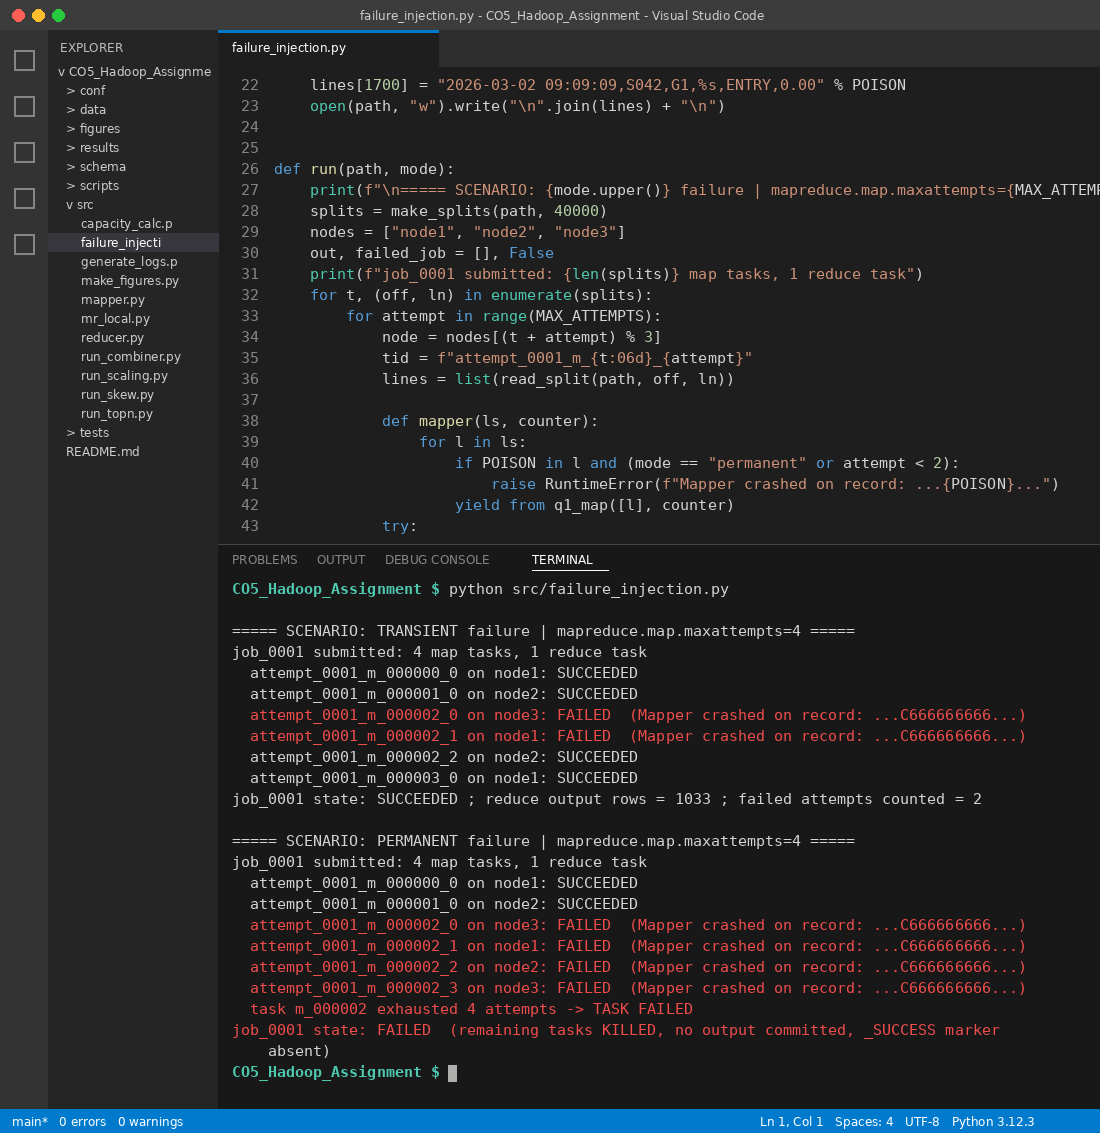 failure_injection.py - CO5_Hadoop_Assignment - Visual Studio Code
EXPLORER
v CO5_Hadoop_Assignme
> conf
> data
> figures
> results
> schema
> scripts
v src
capacity_calc.p
failure_injecti
generate_logs.p
make_figures.py
mapper.py
mr_local.py
reducer.py
run_combiner.py
run_scaling.py
run_skew.py
run_topn.py
> tests
README.md
failure_injection.py
22     lines[1700] = "2026-03-02 09:09:09,S042,G1,%s,ENTRY,0.00" % POISON
23     open(path, "w").write("\n".join(lines) + "\n")
24
25
26 def run(path, mode):
27     print(f"\n===== SCENARIO: {mode.upper()} failure | mapreduce.map.maxattempts={MAX_ATTEMP
28     splits = make_splits(path, 40000)
29     nodes = ["node1", "node2", "node3"]
30     out, failed_job = [], False
31     print(f"job_0001 submitted: {len(splits)} map tasks, 1 reduce task")
32     for t, (off, ln) in enumerate(splits):
33         for attempt in range(MAX_ATTEMPTS):
34             node = nodes[(t + attempt) % 3]
35             tid = f"attempt_0001_m_{t:06d}_{attempt}"
36             lines = list(read_split(path, off, ln))
37
38             def mapper(ls, counter):
39                 for l in ls:
40                     if POISON in l and (mode == "permanent" or attempt < 2):
41                         raise RuntimeError(f"Mapper crashed on record: ...{POISON}...")
42                     yield from q1_map([l], counter)
43             try:
PROBLEMS OUTPUT DEBUG CONSOLE TERMINAL
CO5_Hadoop_Assignment $ python src/failure_injection.py

===== SCENARIO: TRANSIENT failure | mapreduce.map.maxattempts=4 =====
job_0001 submitted: 4 map tasks, 1 reduce task
  attempt_0001_m_000000_0 on node1: SUCCEEDED
  attempt_0001_m_000001_0 on node2: SUCCEEDED
  attempt_0001_m_000002_0 on node3: FAILED  (Mapper crashed on record: ...C666666666...)
  attempt_0001_m_000002_1 on node1: FAILED  (Mapper crashed on record: ...C666666666...)
  attempt_0001_m_000002_2 on node2: SUCCEEDED
  attempt_0001_m_000003_0 on node1: SUCCEEDED
job_0001 state: SUCCEEDED ; reduce output rows = 1033 ; failed attempts counted = 2

===== SCENARIO: PERMANENT failure | mapreduce.map.maxattempts=4 =====
job_0001 submitted: 4 map tasks, 1 reduce task
  attempt_0001_m_000000_0 on node1: SUCCEEDED
  attempt_0001_m_000001_0 on node2: SUCCEEDED
  attempt_0001_m_000002_0 on node3: FAILED  (Mapper crashed on record: ...C666666666...)
  attempt_0001_m_000002_1 on node1: FAILED  (Mapper crashed on record: ...C666666666...)
  attempt_0001_m_000002_2 on node2: FAILED  (Mapper crashed on record: ...C666666666...)
  attempt_0001_m_000002_3 on node3: FAILED  (Mapper crashed on record: ...C666666666...)
  task m_000002 exhausted 4 attempts -> TASK FAILED
job_0001 state: FAILED  (remaining tasks KILLED, no output committed, _SUCCESS marker
    absent)
CO5_Hadoop_Assignment $
main* 0 errors 0 warnings Ln 1, Col 1 Spaces: 4 UTF-8 Python 3.12.3